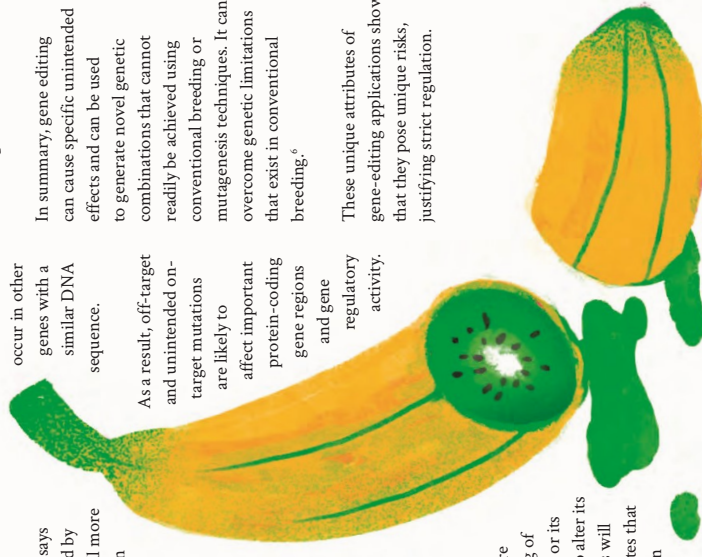 occur in other
genes with a
similar DNA
sequence.
As a result, off-target
and unintended on-
target mutations
are likely to
affect important
protein-coding
gene regions
and gene
regulatory
activity.
In summary, gene editing
can cause specific unintended
effects and can be used
to generate novel genetic
combinations that cannot
readily be achieved using
conventional breeding or
mutagenesis techniques. It can
overcome genetic limitations
that exist in conventional
breeding.⁶
These unique attributes of
gene-editing applications show
that they pose unique risks,
justifying strict regulation.
says
by
more
of
or its
alter its
will
that